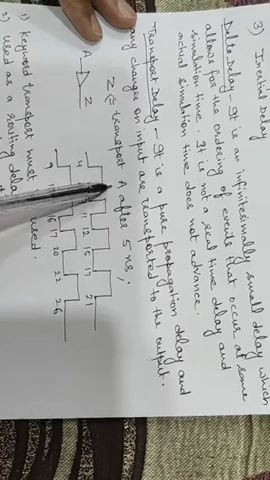 3) Inertial Delay
Delta Delay - It is an infinitesimally small delay which
allows for the ordering of events that occur at same
simulation time. It is not a real time delay and
actual simulation time does not advance.
Transport Delay - It is a pure propagation delay and
any changes on input are transported to the output.
Z <= transport A after 5 ns;
A Z
4 11 12 15 17 21
9 16 17 20 22 26
1) Keyword transport must used.
2) Used as a routing dela